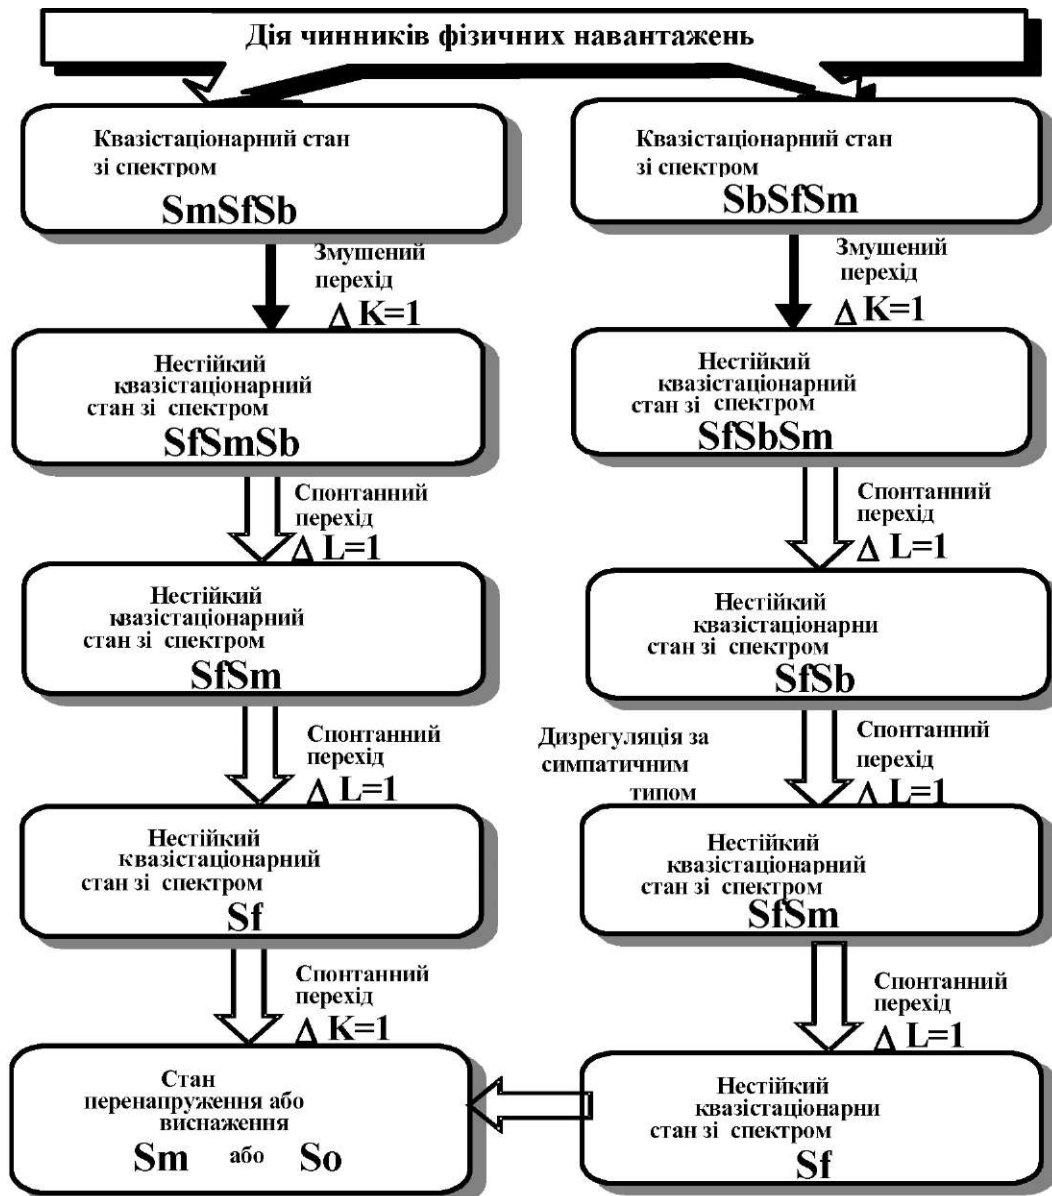 Дія чинників фізичних навантажень
Квазістаціонарний стан
зі спектром
SmSfSb
Змушений
перехід
Δ K=1
Нестійкий
квазістаціонарний
стан зі спектром
SfSmSb
Спонтанний
перехід
Δ L=1
Нестійкий
квазістаціонарний
стан зі спектром
SfSm
Спонтанний
перехід
Δ L=1
Нестійкий
квазістаціонарний
стан зі спектром
Sf
Спонтанний
перехід
Δ K=1
Стан
перенапруження або
виснаження
Sm або So
Квазістаціонарний стан
зі спектром
SbSfSm
Змушений
перехід
Δ K=1
Нестійкий
квазістаціонарний
стан зі спектром
SfSbSm
Спонтанний
перехід
Δ L=1
Нестійкий
квазістаціонарни
стан зі спектром
SfSb
Дизрегуляція за
симпатичним
типом
Спонтанний
перехід
Δ L=1
Нестійкий
квазістаціонарний
стан зі спектром
SfSm
Спонтанний
перехід
Δ L=1
Нестійкий
квазістаціонарни
стан зі спектром
Sf